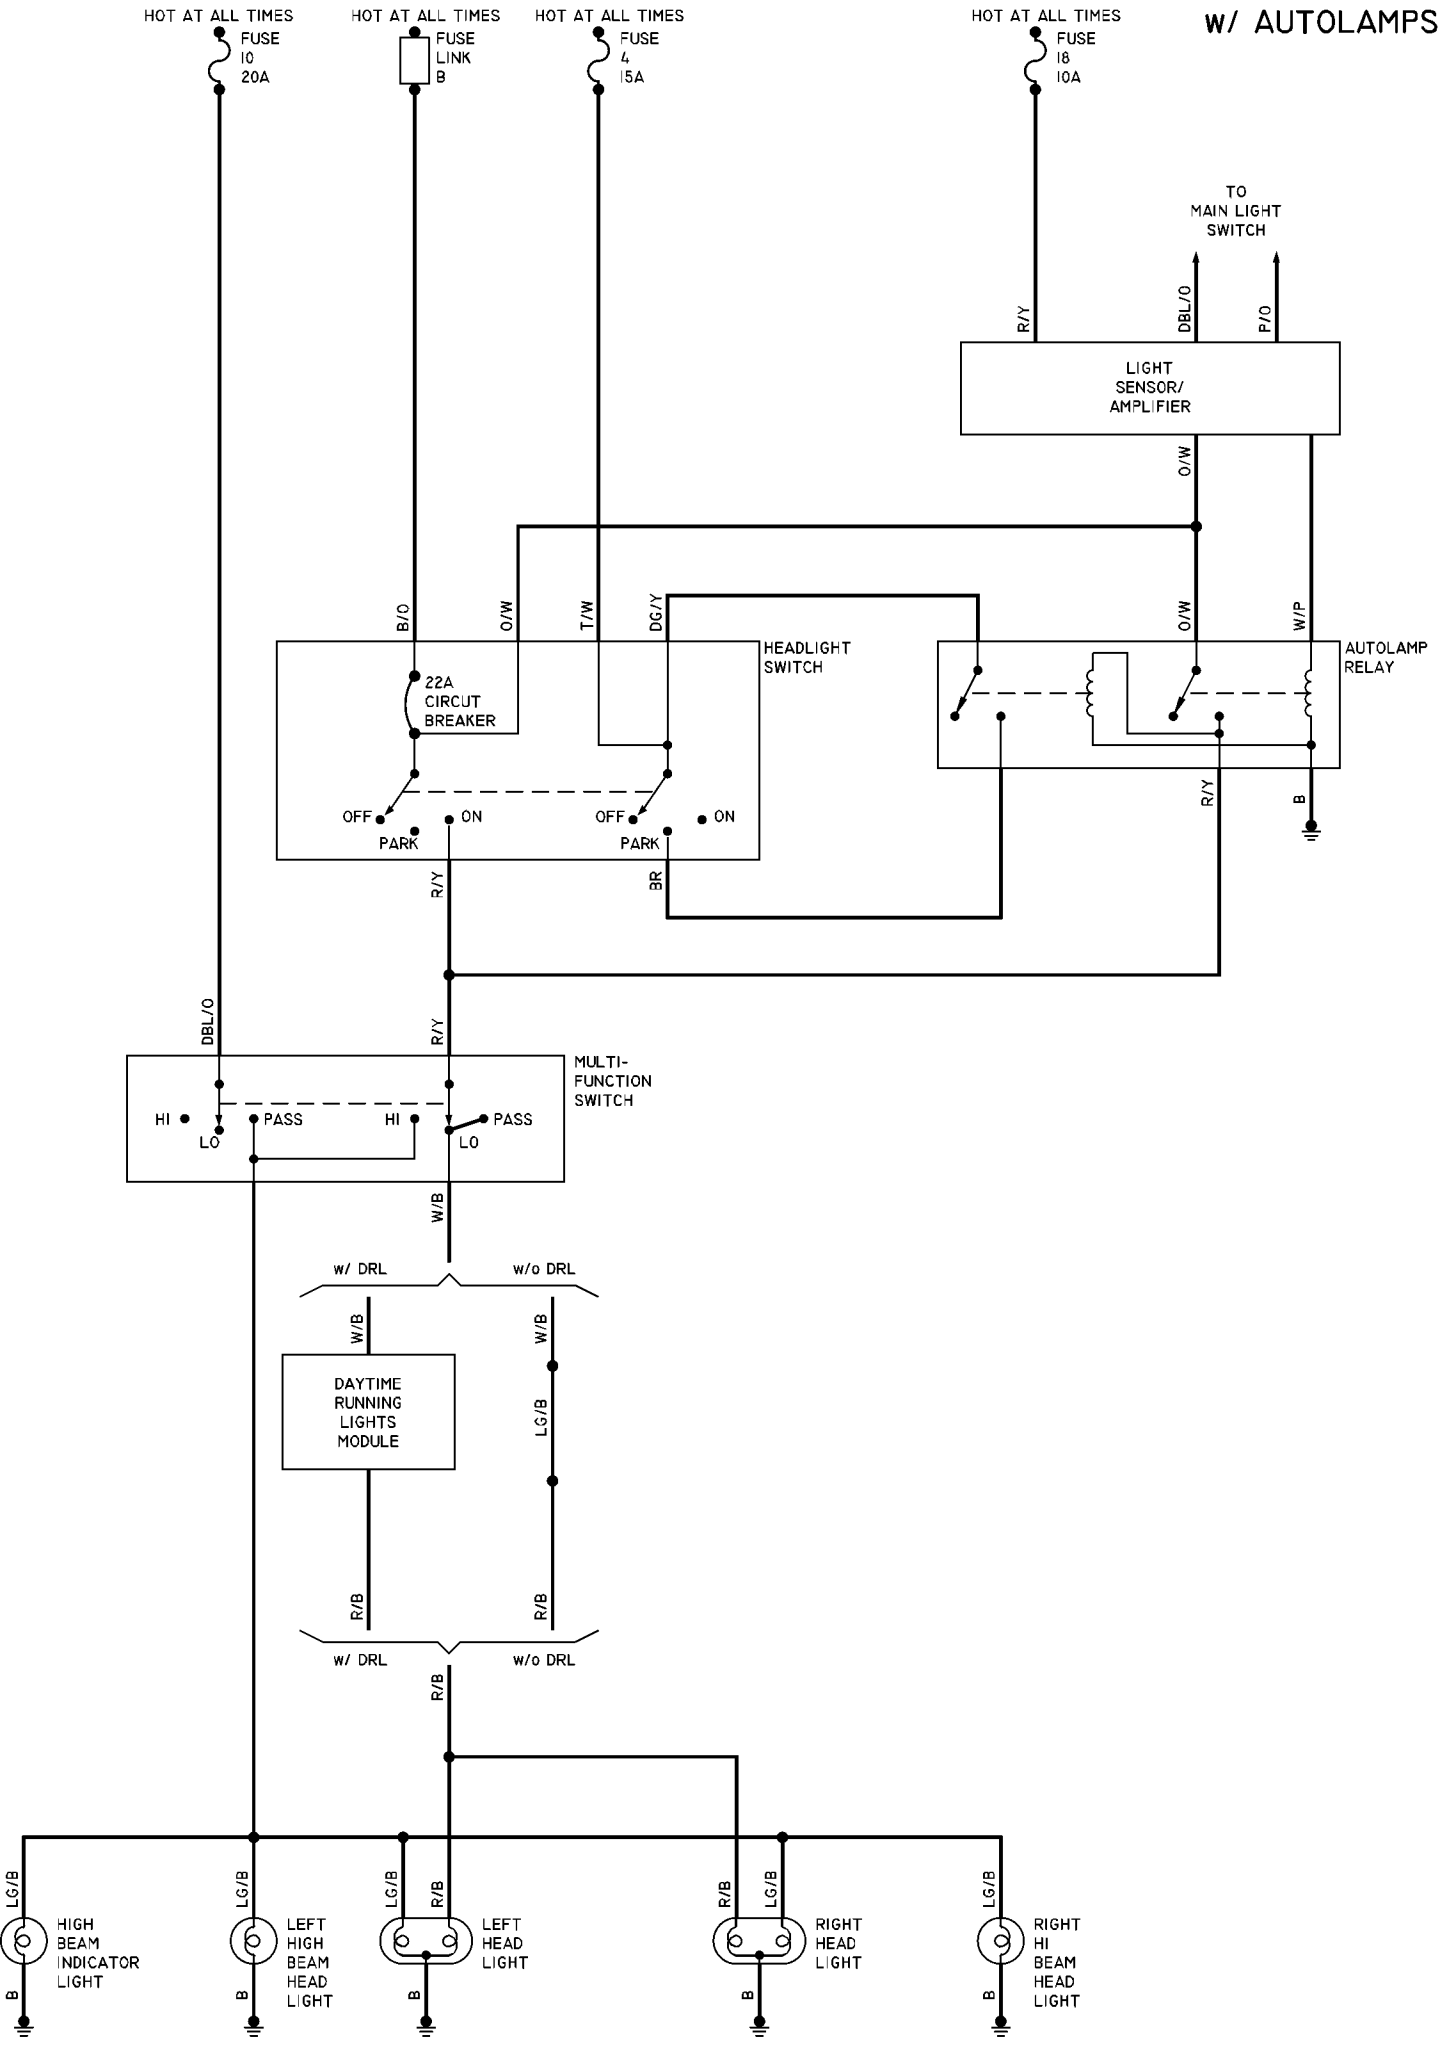 HOT AT ALL TIMES
HOT AT ALL TIMES
HOT AT ALL TIMES
HOT AT ALL TIMES
w/ AUTOLAMPS
FUSE
10
20A
FUSE
LINK
B
FUSE
4
15A
FUSE
18
10A
TO
MAIN LIGHT
SWITCH
R/Y
DBL/O
P/O
LIGHT
SENSOR/
AMPLIFIER
O/W
B/O
O/W
T/W
DG/Y
O/W
W/P
HEADLIGHT
SWITCH
AUTOLAMP
RELAY
22A
CIRCUT
BREAKER
OFF
PARK
ON
OFF
PARK
ON
R/Y
B
R/Y
BR
DBL/O
R/Y
MULTI-
FUNCTION
SWITCH
HI
LO
PASS
HI
LO
PASS
W/B
w/ DRL
w/o DRL
W/B
W/B
DAYTIME
RUNNING
LIGHTS
MODULE
LG/B
R/B
R/B
w/ DRL
w/o DRL
R/B
LG/B
LG/B
LG/B
R/B
R/B
LG/B
LG/B
HIGH
BEAM
INDICATOR
LIGHT
LEFT
HIGH
BEAM
HEAD
LIGHT
LEFT
HEAD
LIGHT
RIGHT
HEAD
LIGHT
RIGHT
HI
BEAM
HEAD
LIGHT
B
B
B
B
B